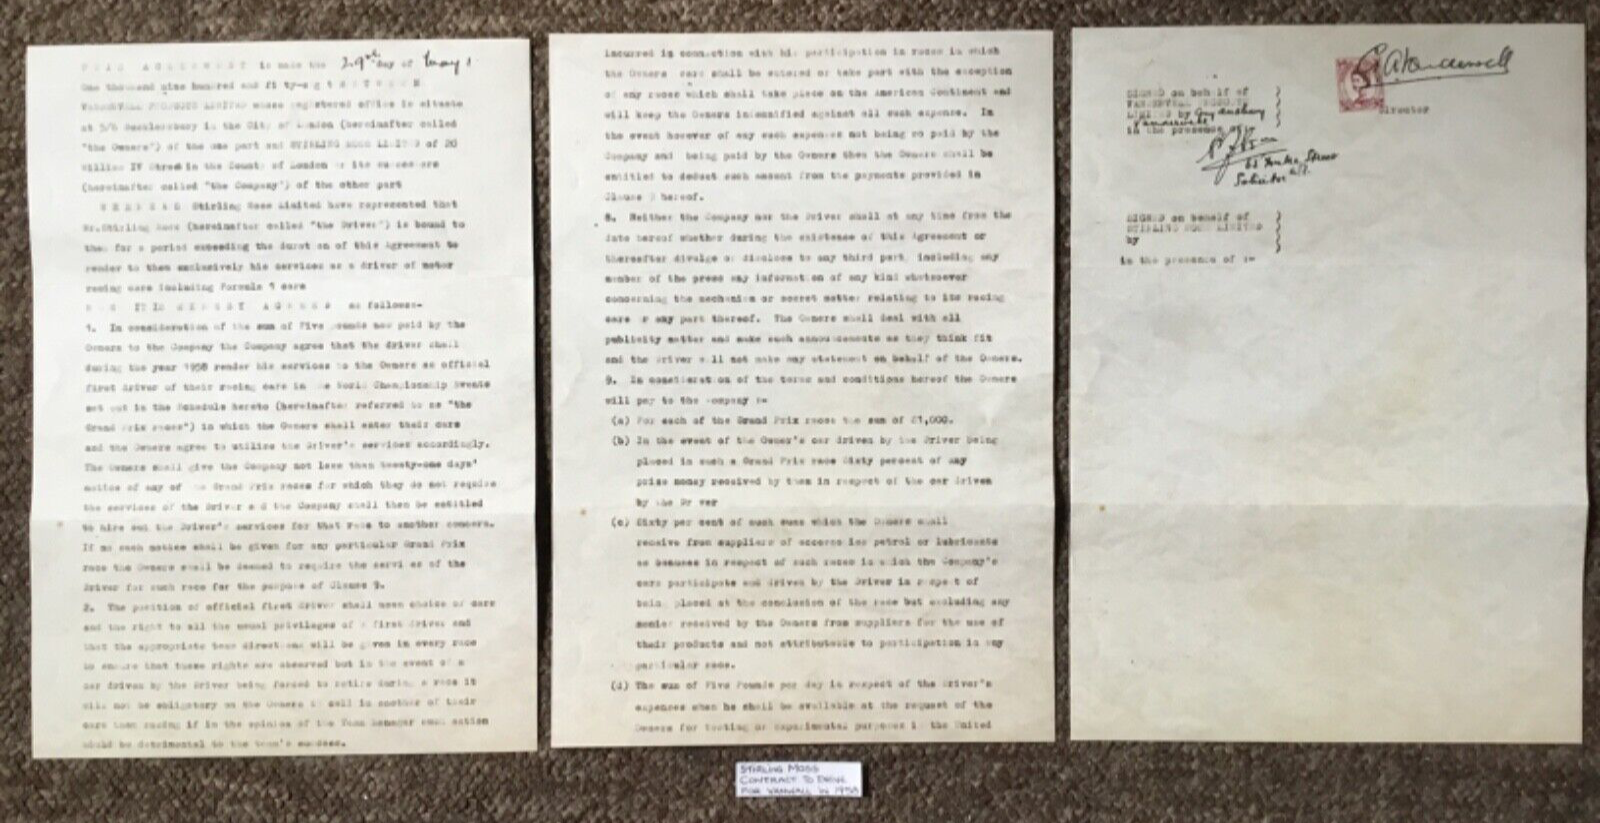 THIS AGREEMENT is made the 29th day of
One thousand nine hundred and fifty-eight BETWEEN
VANDERVELL PRODUCTS LIMITED whose registered office is situate
at 5/6 Bucklersbury in the City of London (hereinafter called
"the Owners") of the one part and STIRLING MOSS LIMITED of 20
William IV Street in the County of London or its successors
(hereinafter called "the Company") of the other part
WHEREAS Stirling Moss Limited have represented that
Mr. Stirling Moss (hereinafter called "the Driver") is bound to
them for a period exceeding the duration of this Agreement to
render to them exclusively his services as a driver of motor
racing cars including Formula 1 cars
NOW IT IS HEREBY AGREED as follows:-
1. In consideration of the sum of Five pounds now paid by the
Owners to the Company the Company agree that the driver shall
during the year 1958 render his services to the Owners as official
first driver of their racing cars in the World Championship Events
set out in the Schedule hereto (hereinafter referred to as "the
Grand Prix races") in which the Owners shall enter their cars
and the Owners agree to utilize the Driver's services accordingly.
The Owners shall give the Company not less than twenty-one days'
notice of any of the Grand Prix races for which they do not require
the services of the Driver and the Company shall then be entitled
to hire out the Driver's services for that race to another concern.
If no such notice shall be given for any particular Grand Prix
race the Owners shall be deemed to require the services of the
Driver for such race for the purpose of Clause 9.
2. The position of official first driver shall mean choice of cars
and the right to all the usual privileges of a first driver and
that the appropriate team directions will be given in every race
to ensure that these rights are observed but in the event of a
car driven by the Driver being forced to retire during a race it
will not be obligatory on the Owners to call in another of their
cars then racing if in the opinion of the Team Manager such action
would be detrimental to the team's success.
incurred in connection with his participation in races in which
the Owners cars shall be entered or take part with the exception
of any races which shall take place on the American Continent and
will keep the Owners indemnified against all such expense. In
the event however of any such expenses not being so paid by the
Company and being paid by the Owners then the Owners shall be
entitled to deduct such amount from the payments provided in
Clause 9 hereof.
8. Neither the Company nor the Driver shall at any time from the
date hereof whether during the existence of this Agreement or
thereafter divulge or disclose to any third party, including any
member of the press any information of any kind whatsoever
concerning the mechanism or secret matter relating to its racing
cars or any part thereof. The Owners shall deal with all
publicity matter and make such announcements as they think fit
and the Driver will not make any statement on behalf of the Owners.
9. In consideration of the terms and conditions hereof the Owners
will pay to the Company :-
(a) For each of the Grand Prix races the sum of £1,000.
(b) In the event of the Owner's car driven by the Driver being
placed in such a Grand Prix race Sixty percent of any
prize money received by them in respect of the car driven
by the Driver
(c) Sixty per cent of such sums which the Owners shall
receive from suppliers of accessories petrol or lubricants
as bonuses in respect of such races in which the Company's
cars participate and driven by the Driver in respect of
being placed at the conclusion of the race but excluding any
monies received by the Owners from suppliers for the use of
their products and not attributable to participation in any
particular race.
(d) The sum of Five Pounds per day in respect of the Driver's
expenses when he shall be available at the request of the
Owners for testing or experimental purposes in the United
GAVandervell
Director
SIGNED on behalf of
VANDERVELL PRODUCTS
LIMITED by Guy Anthony
Vandervell
in the presence of:-
Street
Solicitor
SIGNED on behalf of
STIRLING MOSS LIMITED
by
in the presence of :-
STIRLING MOSS
CONTRACT TO DRIVE
FOR VANWALL IN 1958